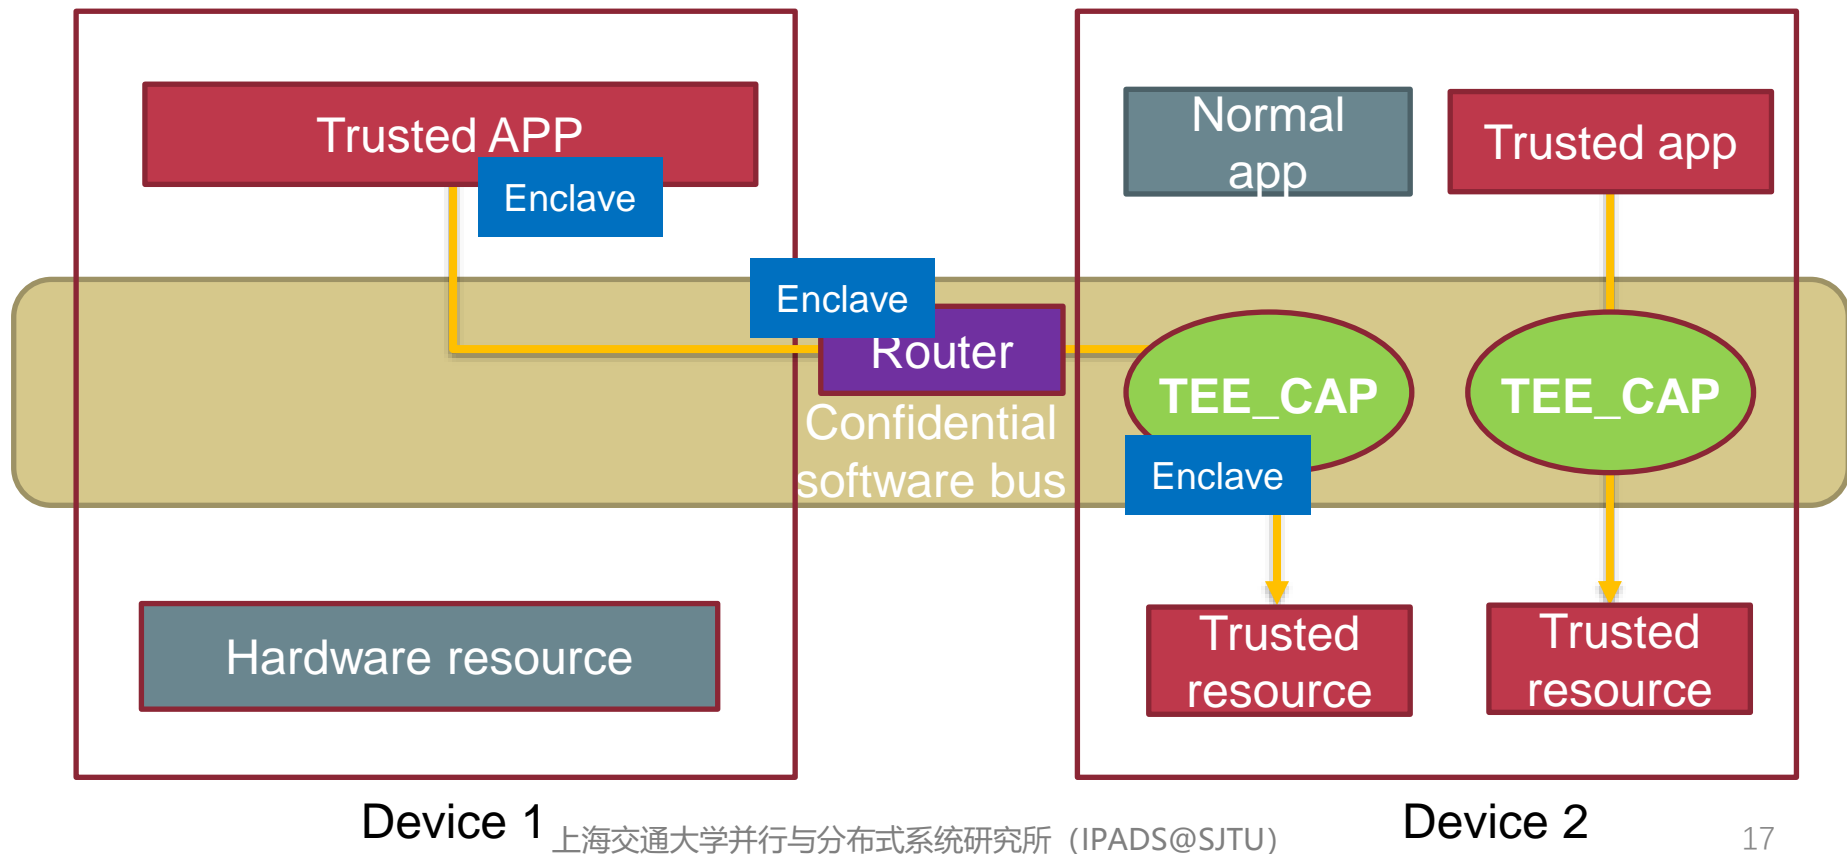 Trusted APP
Enclave
Normal
app
Trusted app
Enclave
Router
Confidential
software bus
TEE_CAP
TEE_CAP
Enclave
Hardware resource
Trusted
resource
Trusted
resource
Device 1
上海交通大学并行与分布式系统研究所（IPADS@SJTU）
Device 2
17